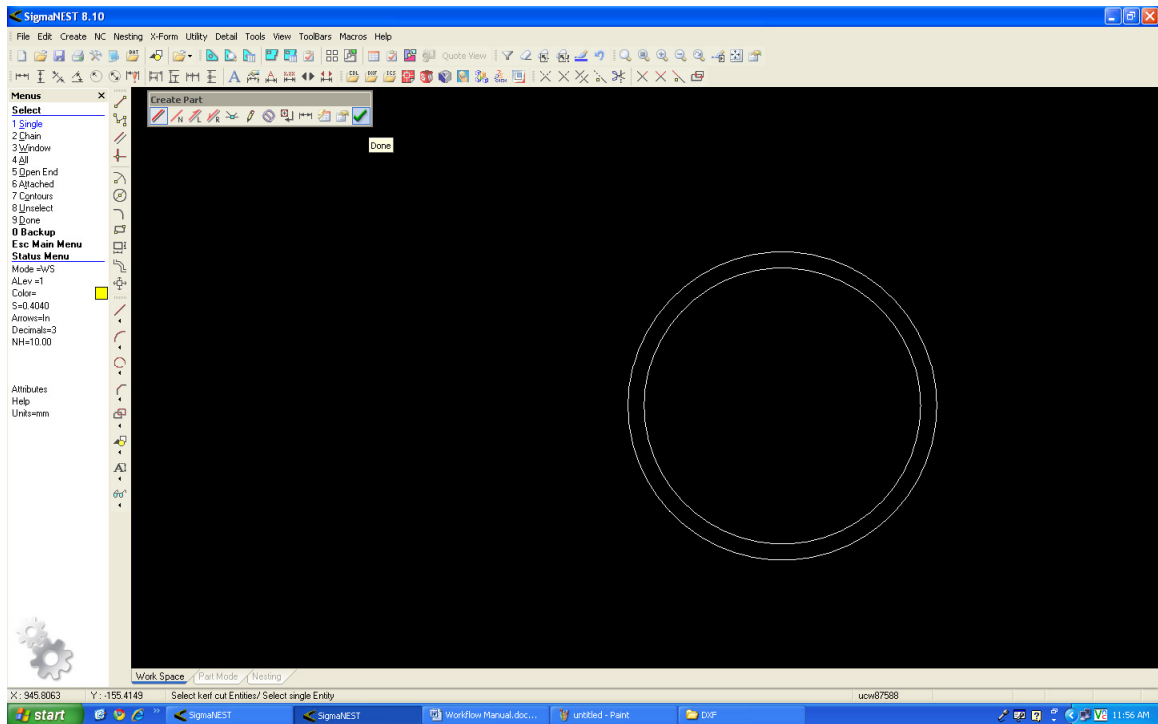 SigmaNEST 8.10
File Edit Create NC Nesting X-Form Utility Detail Tools View ToolBars Macros Help
Quote View
Menus
Select
1 Single
2 Chain
3 Window
4 All
5 Open End
6 Attached
7 Contours
8 Unselect
9 Done
0 Backup
Esc Main Menu
Status Menu
Mode =WS
ALev =1
Color=
S=0.4040
Arrows=In
Decimals=3
NH=10.00
Attributes
Help
Units=mm
Create Part
Done
Work Space Part Mode Nesting
X: 945.8063 Y: -155.4149 Select kerf cut Entities/ Select single Entity ucw87588
start SigmaNEST SigmaNEST Workflow Manual.doc... untitled - Paint DXF 11:56 AM